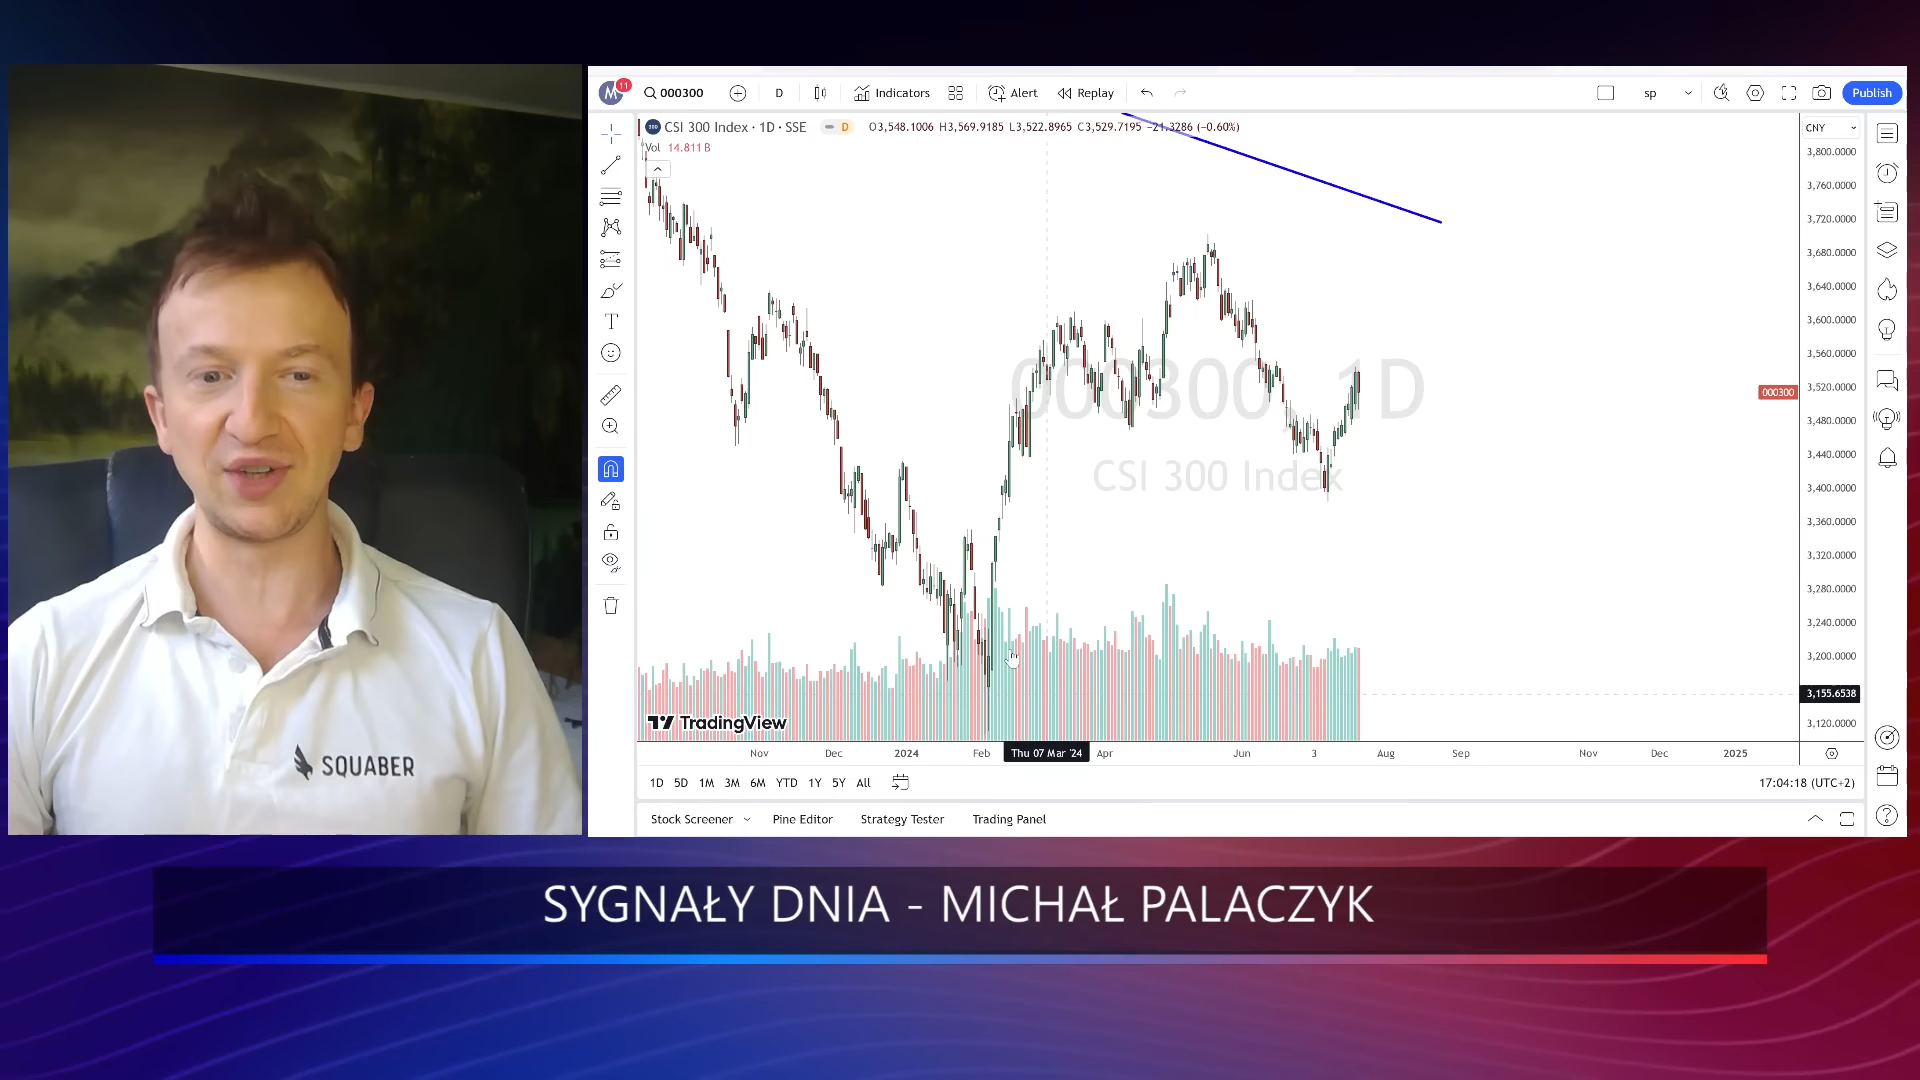 M 11 000300 D Indicators Alert Replay sp Publish
CSI 300 Index · 1D · SSE D O3,548.1006 H3,569.9185 L3,522.8965 C3,529.7195 −21.3286 (−0.60%) CNY
Vol 14.811 B
3,800.0000
3,760.0000
3,720.0000
3,680.0000
3,640.0000
3,600.0000
3,560.0000
3,520.0000
000300
3,480.0000
3,440.0000
3,400.0000
3,360.0000
3,320.0000
3,280.0000
3,240.0000
3,200.0000
3,155.6538
3,120.0000
000300, 1D
CSI 300 Index
TradingView
Nov Dec 2024 Feb Thu 07 Mar '24 Apr Jun 3 Aug Sep Nov Dec 2025
1D 5D 1M 3M 6M YTD 1Y 5Y All 17:04:18 (UTC+2)
Stock Screener Pine Editor Strategy Tester Trading Panel
SQUABER
SYGNAŁY DNIA - MICHAŁ PALACZYK